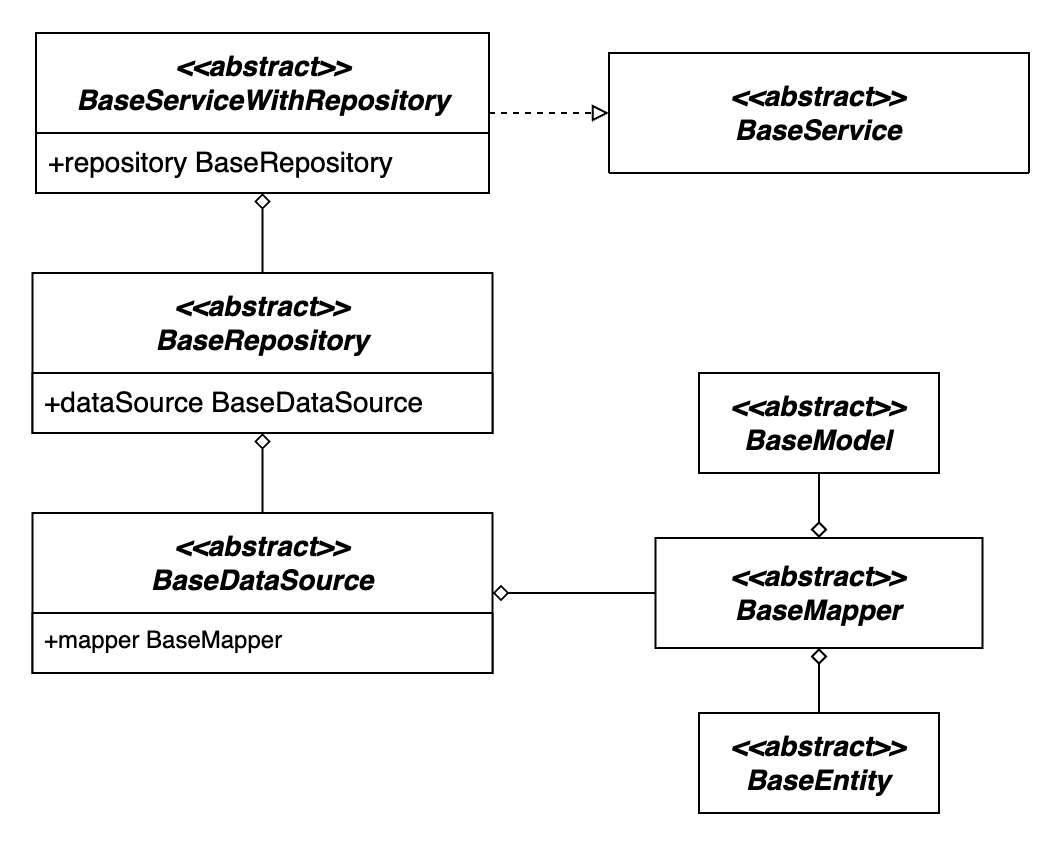 <<abstract>>
BaseServiceWithRepository
+repository BaseRepository
<<abstract>>
BaseService
<<abstract>>
BaseRepository
+dataSource BaseDataSource
<<abstract>>
BaseModel
<<abstract>>
BaseDataSource
+mapper BaseMapper
<<abstract>>
BaseMapper
<<abstract>>
BaseEntity